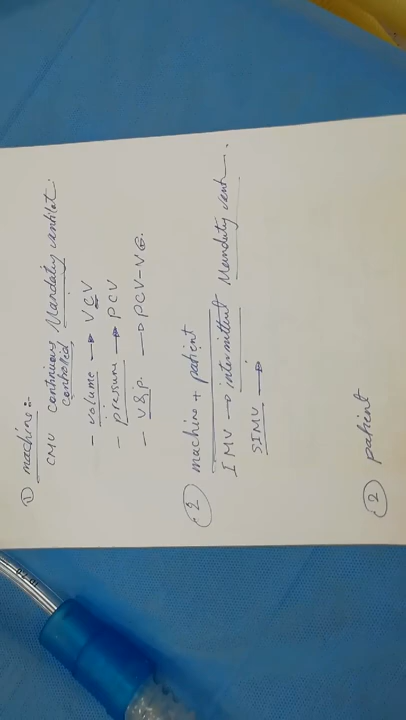 ① machine:-
CMV continuous Mandatory ventilat.
controlled
- volume → VCV
- pressure → PCV
- V&P. → PCV-VG.
② machine + patient
IMV → intermittent Mandatory vent.
SIMV →
② patient